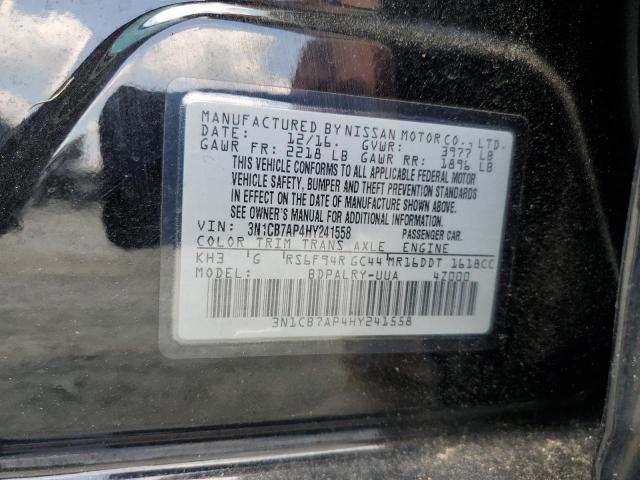 MANUFACTURED BY NISSAN MOTOR CO., LTD.
DATE: 12/16. GVWR: 3977 LB
GAWR FR: 2218 LB GAWR RR: 1896 LB
THIS VEHICLE CONFORMS TO ALL APPLICABLE FEDERAL MOTOR
VEHICLE SAFETY, BUMPER AND THEFT PREVENTION STANDARDS
IN EFFECT ON THE DATE OF MANUFACTURE SHOWN ABOVE.
SEE OWNER'S MANUAL FOR ADDITIONAL INFORMATION.
VIN: 3N1CB7AP4HY241558 PASSENGER CAR.
COLOR TRIM TRANS AXLE ENGINE
KH3 G RS6F94R GC44 MR16DDT 1618CC
MODEL: BDPALRY-UUA 47000
3N1CB7AP4HY241558